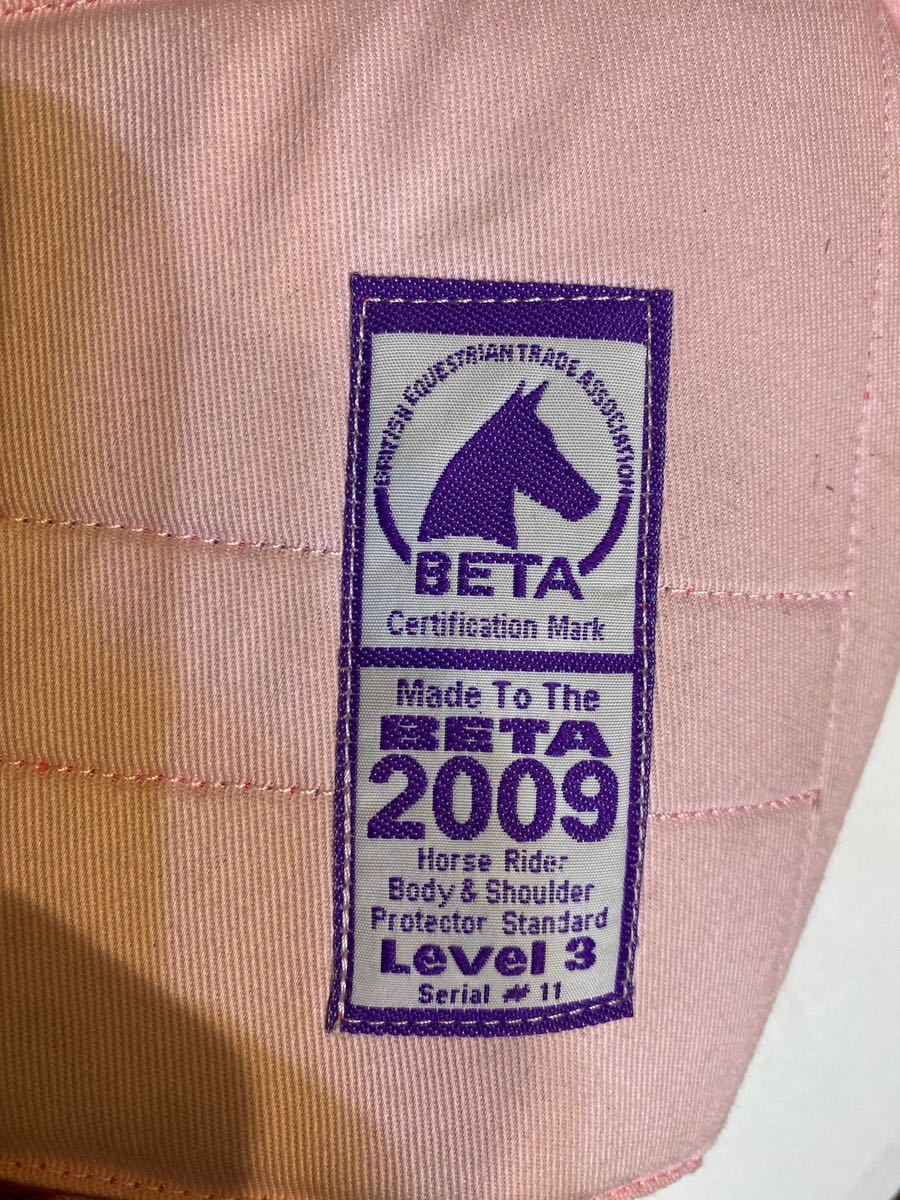 BRITISH EQUESTRIAN TRADE ASSOCIATION
BETA
Certification Mark
Made To The
BETA
2009
Horse Rider
Body & Shoulder
Protector Standard
Level 3
Serial # 11